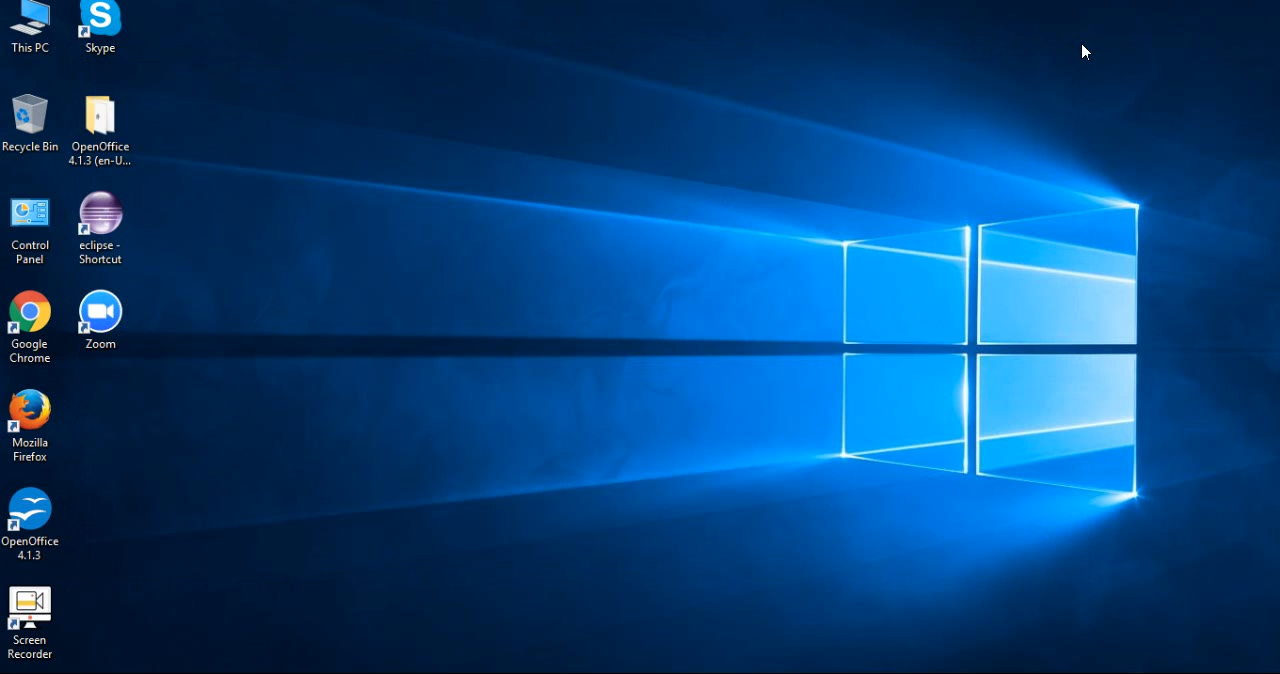 This PC
Skype
Recycle Bin
OpenOffice
4.1.3 (en-U...
Control
Panel
eclipse -
Shortcut
Google
Chrome
Zoom
Mozilla
Firefox
OpenOffice
4.1.3
Screen
Recorder